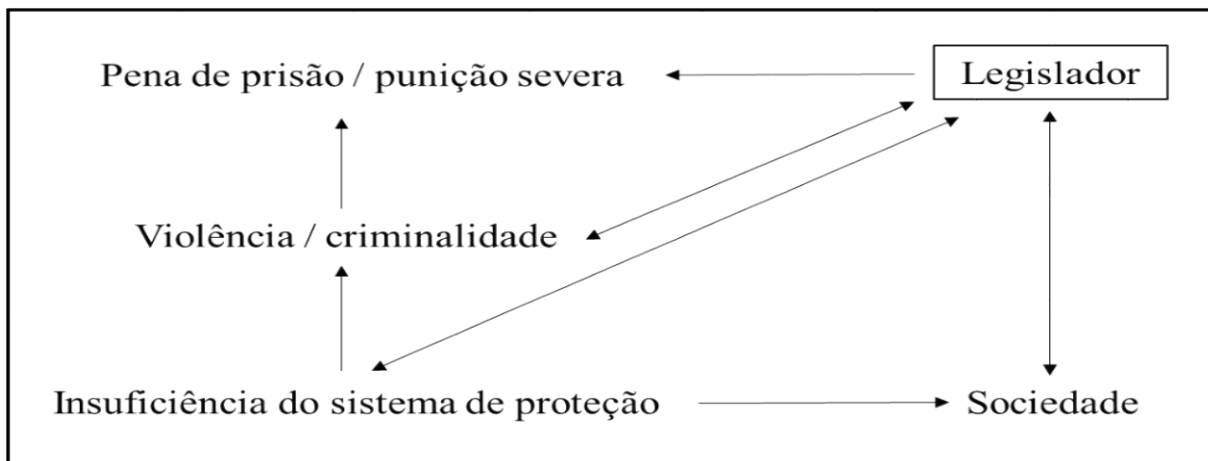 Pena de prisão / punição severa
Legislador
Violência / criminalidade
Insuficiência do sistema de proteção
Sociedade